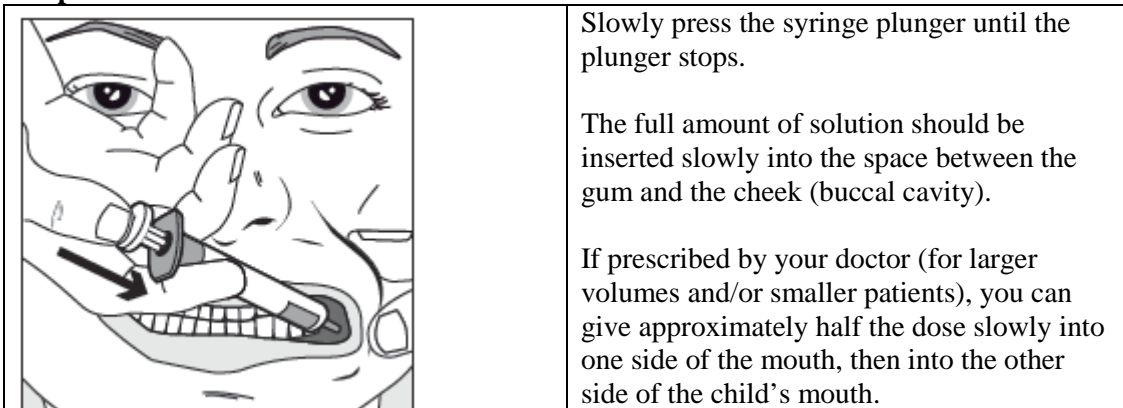 Slowly press the syringe plunger until the
plunger stops.
The full amount of solution should be
inserted slowly into the space between the
gum and the cheek (buccal cavity).
If prescribed by your doctor (for larger
volumes and/or smaller patients), you can
give approximately half the dose slowly into
one side of the mouth, then into the other
side of the child’s mouth.